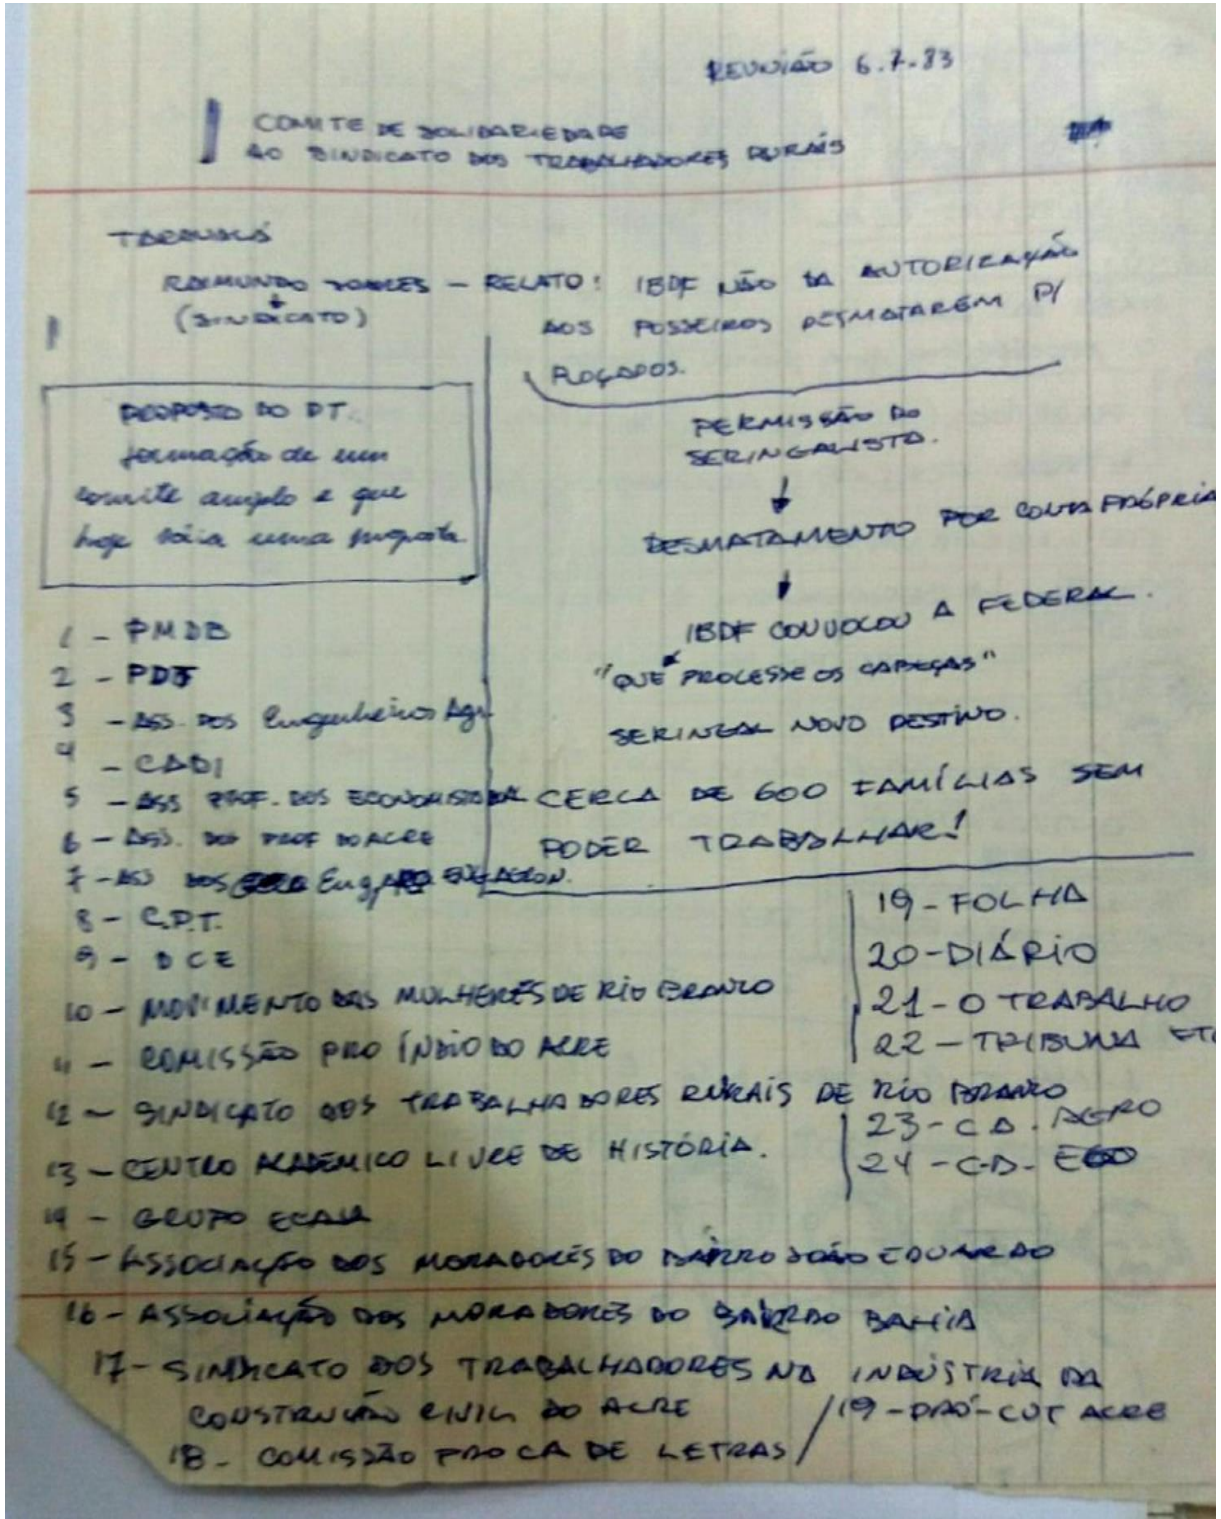 REUNIÃO 6.7.83
COMITE DE SOLIDARIEDADE
AO SINDICATO DOS TRABALHADORES RURAÍS
TARAUACÁ
RAIMUNDO SOARES – RELATO: IBDF NÃO DA AUTORIZAÇÃO
(SINDICATO)
AOS POSSEIROS DESMATAREM P/
ROÇADOS.
PROPOSTO DO PT.
formação de um
comite amplo e que
hoje uma proposta.
PERMISSÃO DO
SERINGALISTA.
DESMATAMENTO POR CONTA PRÓPRIA
IBDF CONVOCOU A FEDERAL.
"QUE PROCESSE OS CABEÇAS"
SERINGAL NOVO DESTINO.
CERCA DE 600 FAMÍLIAS SEM
PODER TRABALHAR!
1 – PMDB
2 – PDT
3 – ASS. DOS Engenheiros Agr.
4 – CADI
5 – ASS PROF. DOS ECONOMISTAS
6 – ASS. DOS PROF DO ACRE
7 – ASS DOS Eng
8 – C.P.T.
9 – DCE
10 – MOVIMENTO DAS MULHERES DE RIO BRANCO
11 – COMISSÃO PRO ÍNDIO DO ACRE
12 – SINDICATO DOS TRABALHADORES RURAÍS DE RIO BRANCO
13 – CENTRO ACADEMICO LIVRE DE HISTÓRIA.
14 – GRUPO
15 – ASSOCIAÇÃO DOS MORADORES DO BAIRRO JOÃO EDUARDO
16 – ASSOCIAÇÃO DOS MORADORES DO BAIRRO BAHIA
17 – SINDICATO DOS TRABALHADORES NA INDÚSTRIA DA
CONSTRUÇÃO CIVIL DO ACRE
18 – COMISSÃO PRO CA DE LETRAS / 19 – PRÓ-CUT ACRE
19 – FOLHA
20 – DIÁRIO
21 – O TRABALHO
22 – TRIBUNA ETC
23 – C.A. AGRO
24 – C.A. ECO